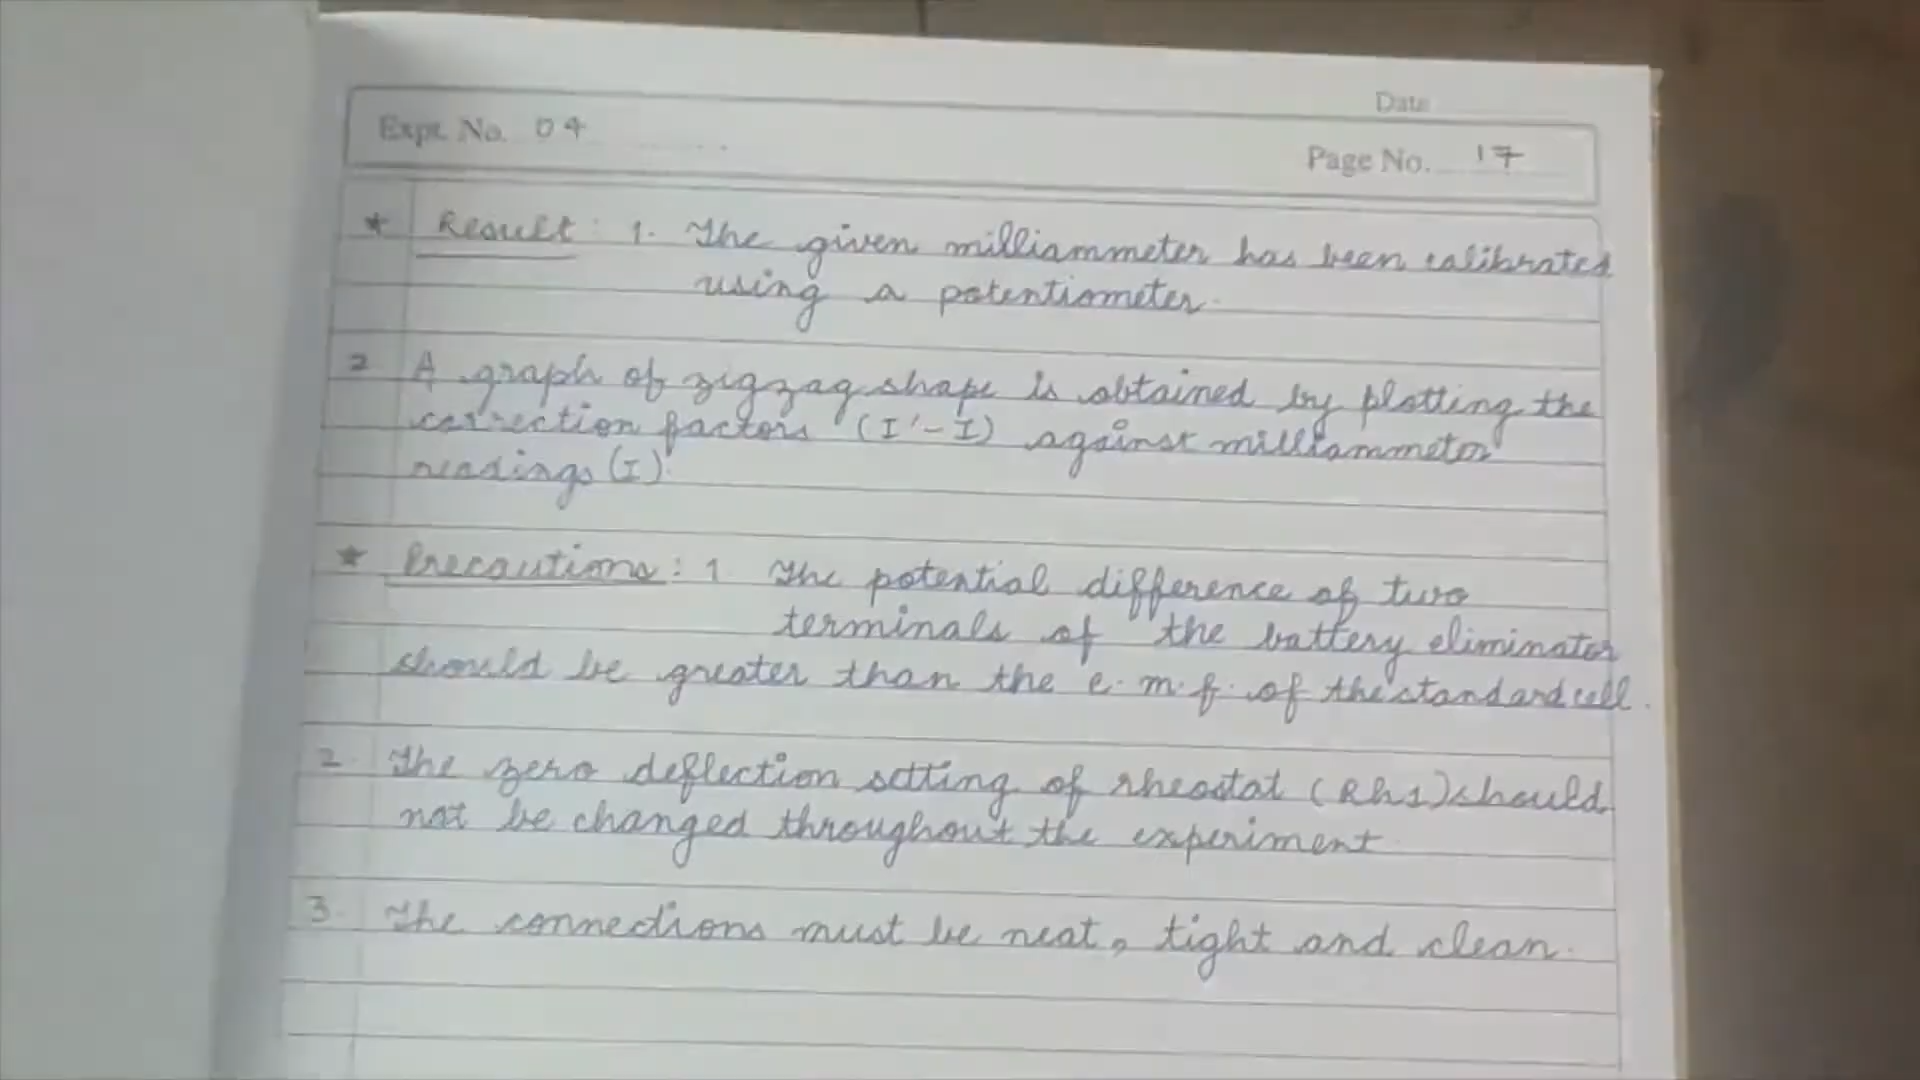 Date
Expt. No. 04
Page No. 17
* Result : 1. The given milliammeter has been calibrated
using a potentiometer.
2 A graph of zigzag shape is obtained by plotting the
correction factors (I'-I) against milliammeter
readings (I).
* Precautions : 1. The potential difference of two
terminals of the battery eliminator
should be greater than the e.m.f. of the standard cell.
2. The zero deflection setting of rheostat (Rh1) should
not be changed throughout the experiment
3. The connections must be neat, tight and clean.